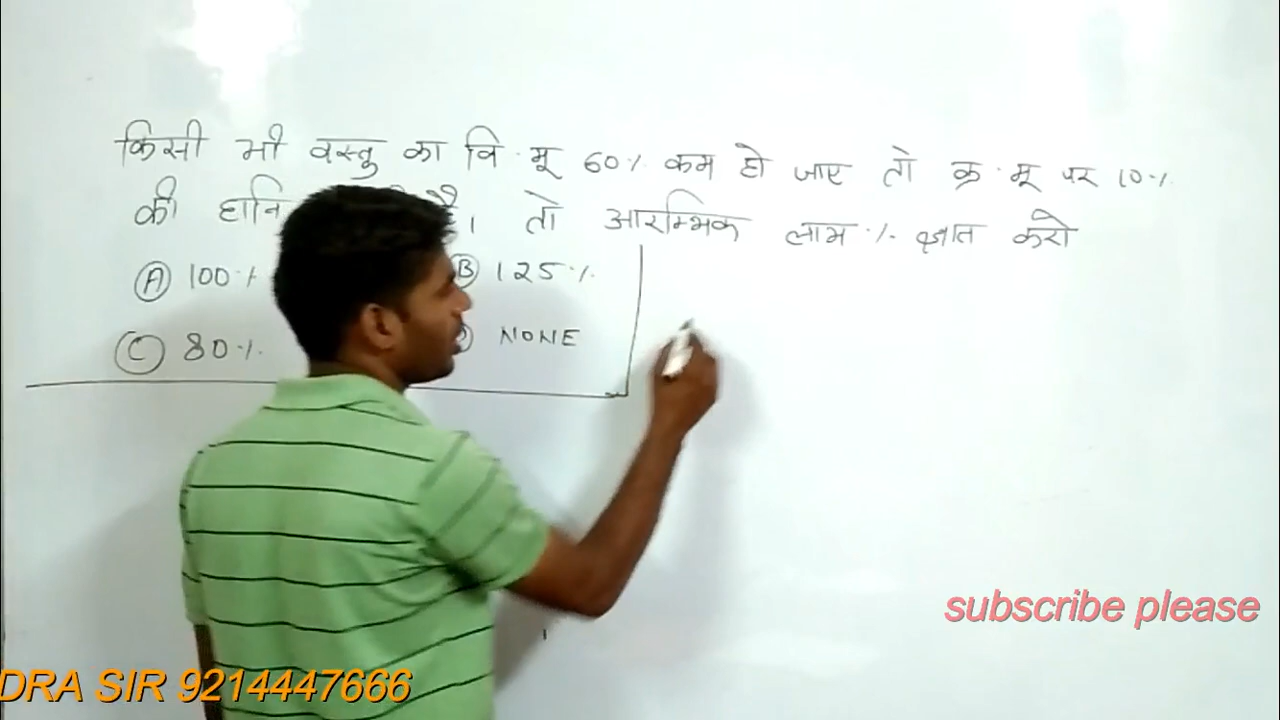 किसी भी वस्तु का वि. मू 60% कम हो जाए तो क्र. मू पर 10%
की हानि है। तो आरम्भिक लाभ % ज्ञात करो
Ⓐ 100% Ⓑ 125%
Ⓒ 80% NONE
subscribe please
DRA SIR 9214447666